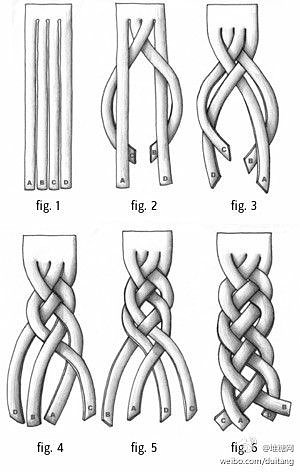 A B C D
fig. 1
C B
A D
fig. 2
C B
D A
fig. 3
D B A C
fig. 4
B A D C
fig. 5
C A D B
fig. 6
@堆糖网
weibo.com/duitang